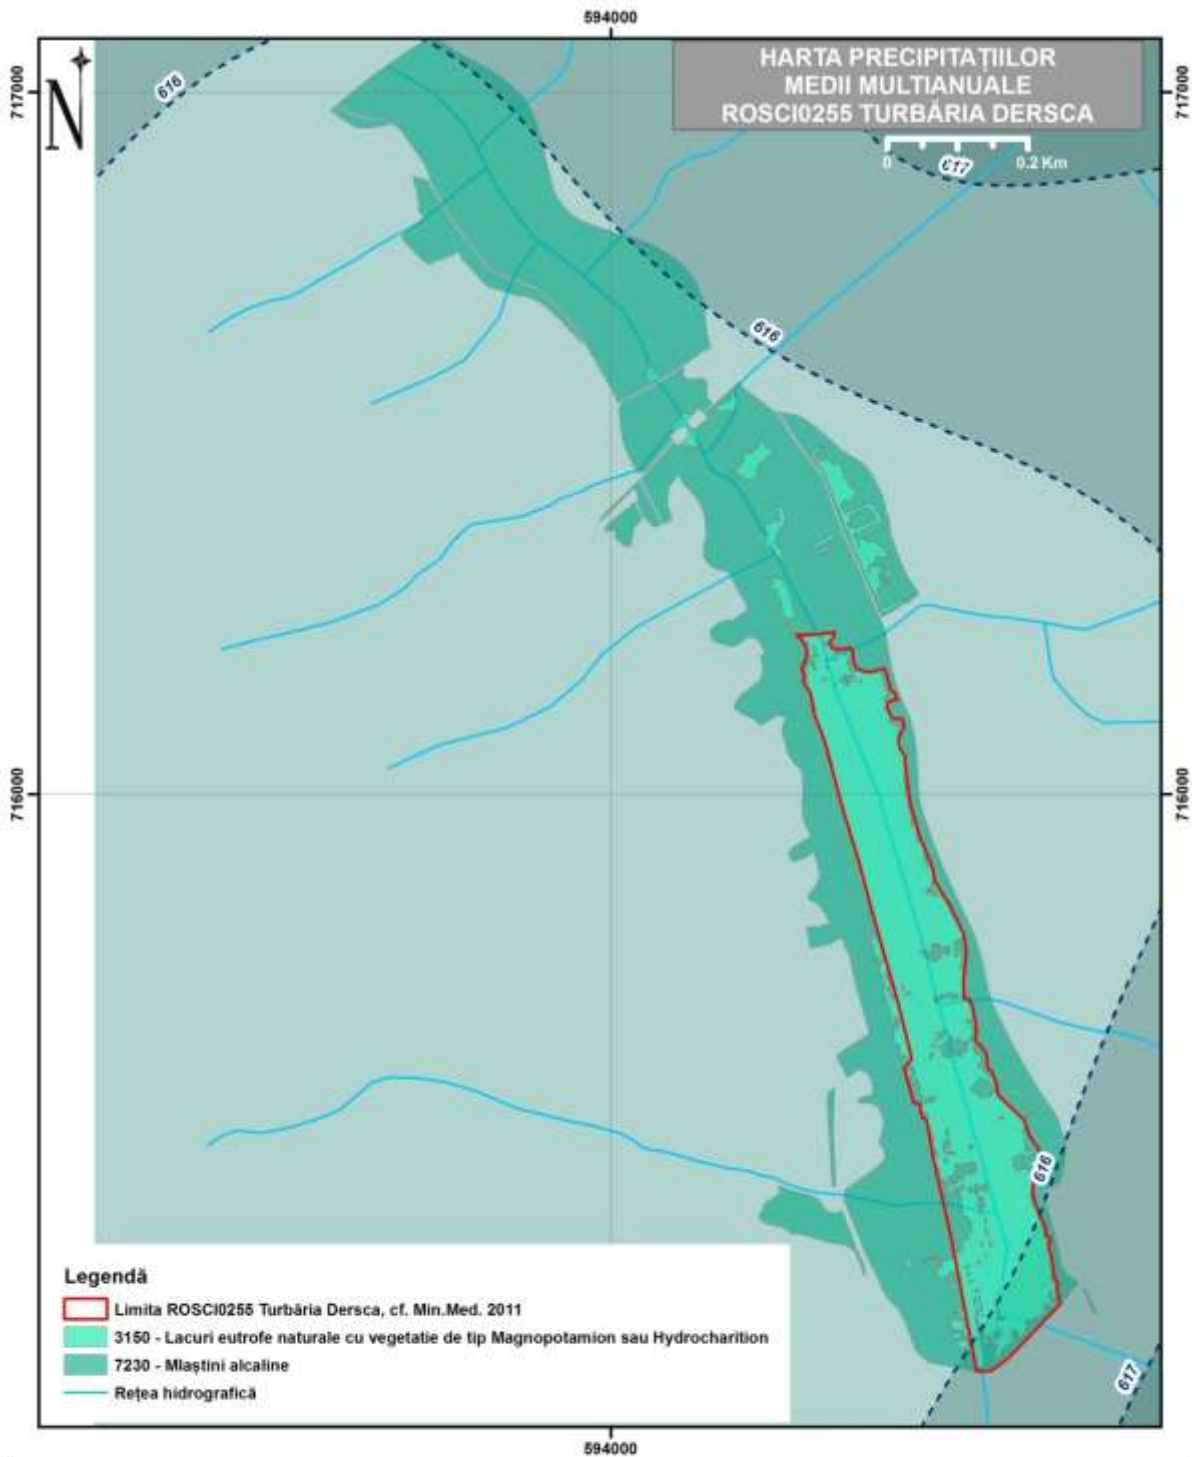 594000
HARTA PRECIPITAȚIILOR
MEDII MULTIANUALE
ROSCI0255 TURBĂRIA DERSCA
0 0.2 Km
N
717000
717000
616
617
616
716000
716000
616
617
Legendă
Limita ROSCI0255 Turbăria Dersca, cf. Min.Med. 2011
3150 - Lacuri eutrofe naturale cu vegetatie de tip Magnopotamion sau Hydrocharition
7230 - Mlaștini alcaline
Rețea hidrografică
594000